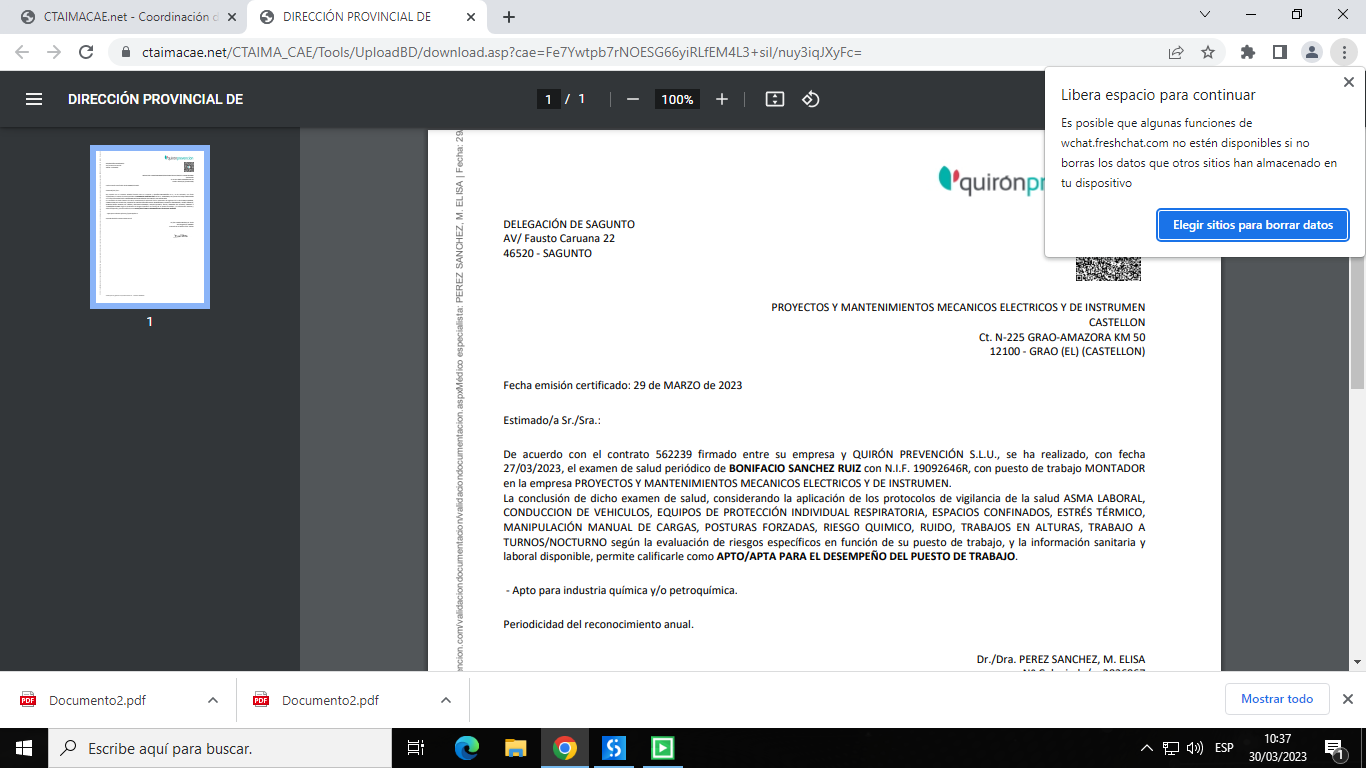 CTAIMACAE.net - Coordinación d
DIRECCIÓN PROVINCIAL DE
ctaimacae.net/CTAIMA_CAE/Tools/UploadBD/download.asp?cae=Fe7Ywtpb7rNOESG66yiRLfEM4L3+sil/nuy3iqJXyFc=
DIRECCIÓN PROVINCIAL DE
1 / 1
100%
Libera espacio para continuar
Es posible que algunas funciones de
wchat.freshchat.com no estén disponibles si no
borras los datos que otros sitios han almacenado en
tu dispositivo
Elegir sitios para borrar datos
1
encion.com/validaciondocumentacion/validaciondocumentacion.aspxMédico especialista: PEREZ SANCHEZ, M. ELISA | Fecha: 29/
quirónpr
DELEGACIÓN DE SAGUNTO
AV/ Fausto Caruana 22
46520 - SAGUNTO
PROYECTOS Y MANTENIMIENTOS MECANICOS ELECTRICOS Y DE INSTRUMEN
CASTELLON
Ct. N-225 GRAO-AMAZORA KM 50
12100 - GRAO (EL) (CASTELLON)
Fecha emisión certificado: 29 de MARZO de 2023
Estimado/a Sr./Sra.:
De acuerdo con el contrato 562239 firmado entre su empresa y QUIRÓN PREVENCIÓN S.L.U., se ha realizado, con fecha
27/03/2023, el examen de salud periódico de BONIFACIO SANCHEZ RUIZ con N.I.F. 19092646R, con puesto de trabajo MONTADOR
en la empresa PROYECTOS Y MANTENIMIENTOS MECANICOS ELECTRICOS Y DE INSTRUMEN.
La conclusión de dicho examen de salud, considerando la aplicación de los protocolos de vigilancia de la salud ASMA LABORAL,
CONDUCCION DE VEHICULOS, EQUIPOS DE PROTECCIÓN INDIVIDUAL RESPIRATORIA, ESPACIOS CONFINADOS, ESTRÉS TÉRMICO,
MANIPULACIÓN MANUAL DE CARGAS, POSTURAS FORZADAS, RIESGO QUIMICO, RUIDO, TRABAJOS EN ALTURAS, TRABAJO A
TURNOS/NOCTURNO según la evaluación de riesgos específicos en función de su puesto de trabajo, y la información sanitaria y
laboral disponible, permite calificarle como APTO/APTA PARA EL DESEMPEÑO DEL PUESTO DE TRABAJO.
- Apto para industria química y/o petroquímica.
Periodicidad del reconocimiento anual.
Dr./Dra. PEREZ SANCHEZ, M. ELISA
Documento2.pdf
Documento2.pdf
Mostrar todo
Escribe aquí para buscar.
ESP
10:37
30/03/2023
1